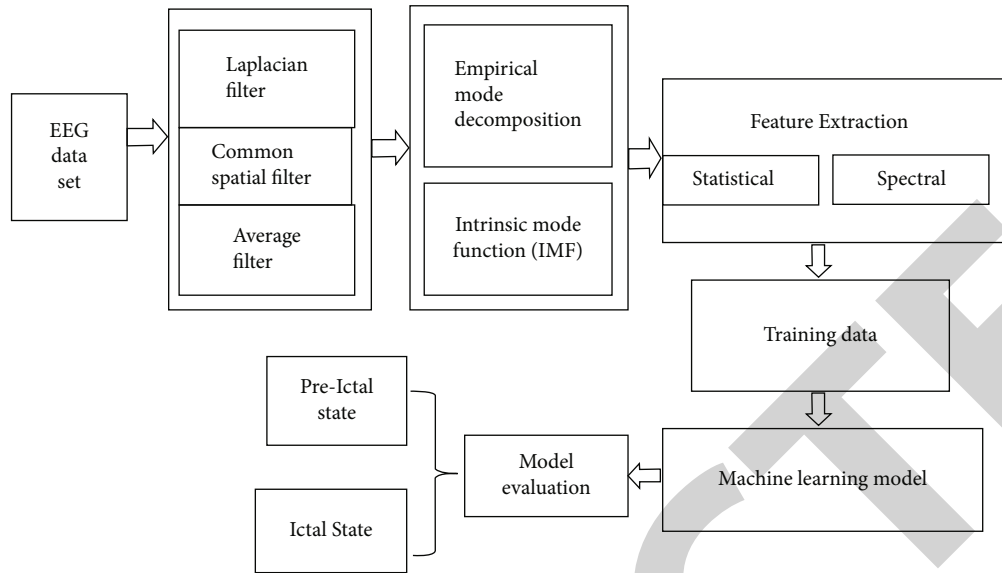 EEG
data
set
Laplacian
filter
Common
spatial filter
Average
filter
Empirical
mode
decomposition
Intrinsic mode
function (IMF)
Feature Extraction
Statistical
Spectral
Training data
Machine learning model
Model
evaluation
Pre-Ictal
state
Ictal State